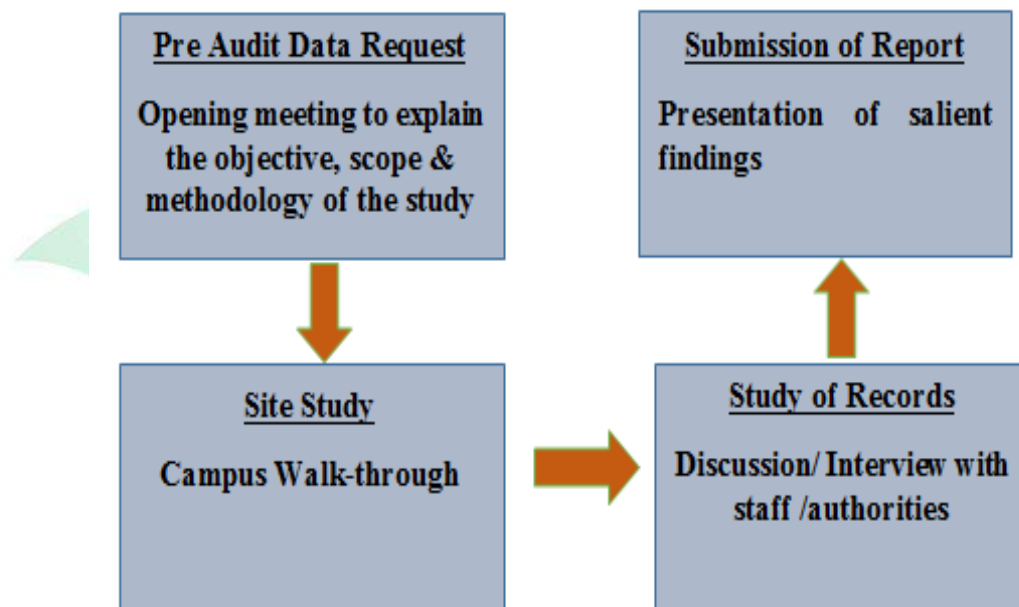 Pre Audit Data Request
Opening meeting to explain
the objective, scope &
methodology of the study
Site Study
Campus Walk-through
Study of Records
Discussion/ Interview with
staff /authorities
Submission of Report
Presentation of salient
findings